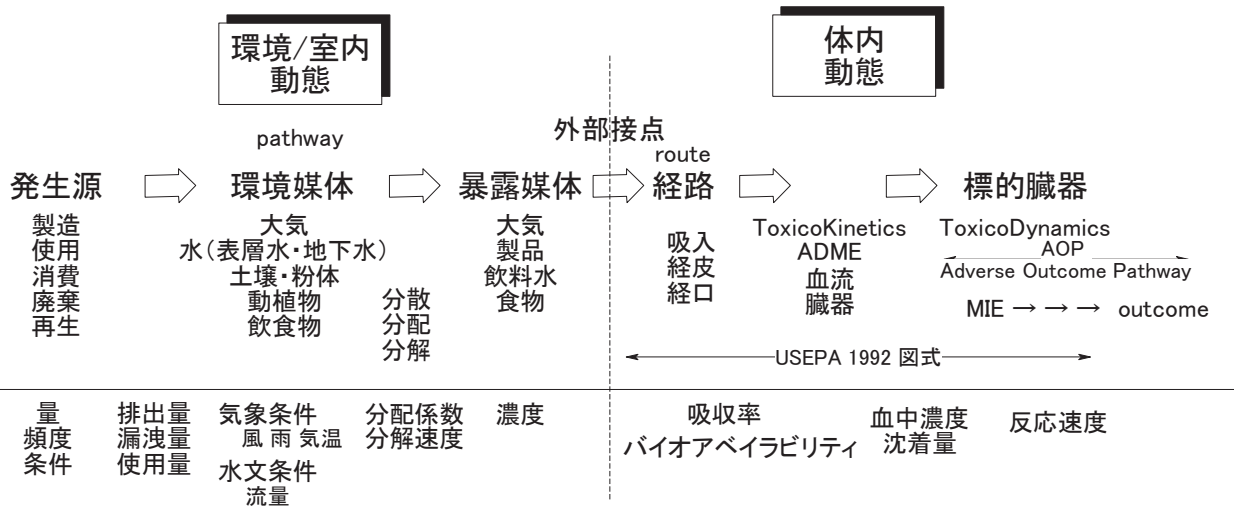 環境/室内
動態
体内
動態
pathway
外部接点
route
発生源
環境媒体
暴露媒体
経路
標的臓器
製造
使用
消費
廃棄
再生
大気
水(表層水・地下水)
土壌・粉体
動植物
飲食物
分散
分配
分解
大気
製品
飲料水
食物
吸入
経皮
経口
ToxicoKinetics
ADME
血流
臓器
ToxicoDynamics
AOP
Adverse Outcome Pathway
MIE → → → outcome
USEPA 1992 図式
量
頻度
条件
排出量
漏洩量
使用量
気象条件
風 雨 気温
水文条件
流量
分配係数
分解速度
濃度
吸収率
バイオアベイラビリティ
血中濃度
沈着量
反応速度